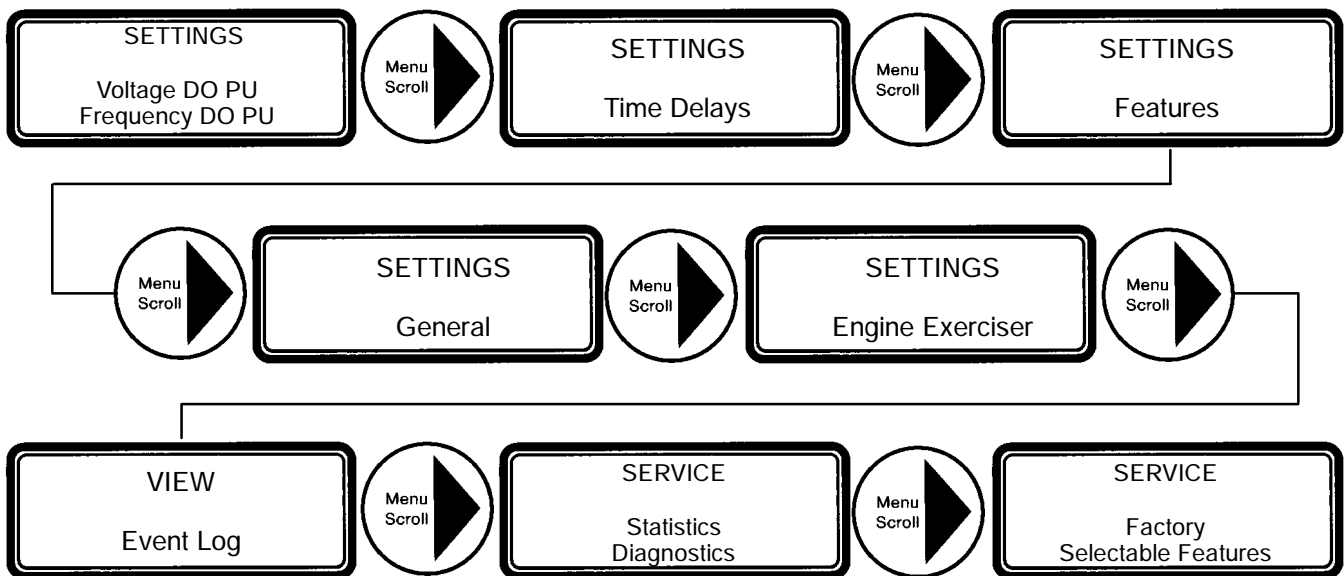 SETTINGS
Voltage DO PU
Frequency DO PU
Menu
Scroll
SETTINGS
Time Delays
Menu
Scroll
SETTINGS
Features
Menu
Scroll
SETTINGS
General
Menu
Scroll
SETTINGS
Engine Exerciser
Menu
Scroll
VIEW
Event Log
Menu
Scroll
SERVICE
Statistics
Diagnostics
Menu
Scroll
SERVICE
Factory
Selectable Features